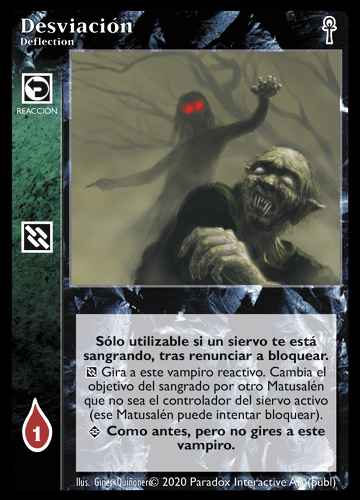 Desviación
Deflection
REACCIÓN
Sólo utilizable si un siervo te está
sangrando, tras renunciar a bloquear.
Gira a este vampiro reactivo. Cambia el
objetivo del sangrado por otro Matusalén
que no sea el controlador del siervo activo
(ese Matusalén puede intentar bloquear).
Como antes, pero no gires a este
vampiro.
1
Ilus. Ginés Quiñonero © 2020 Paradox Interactive AB (Publ)